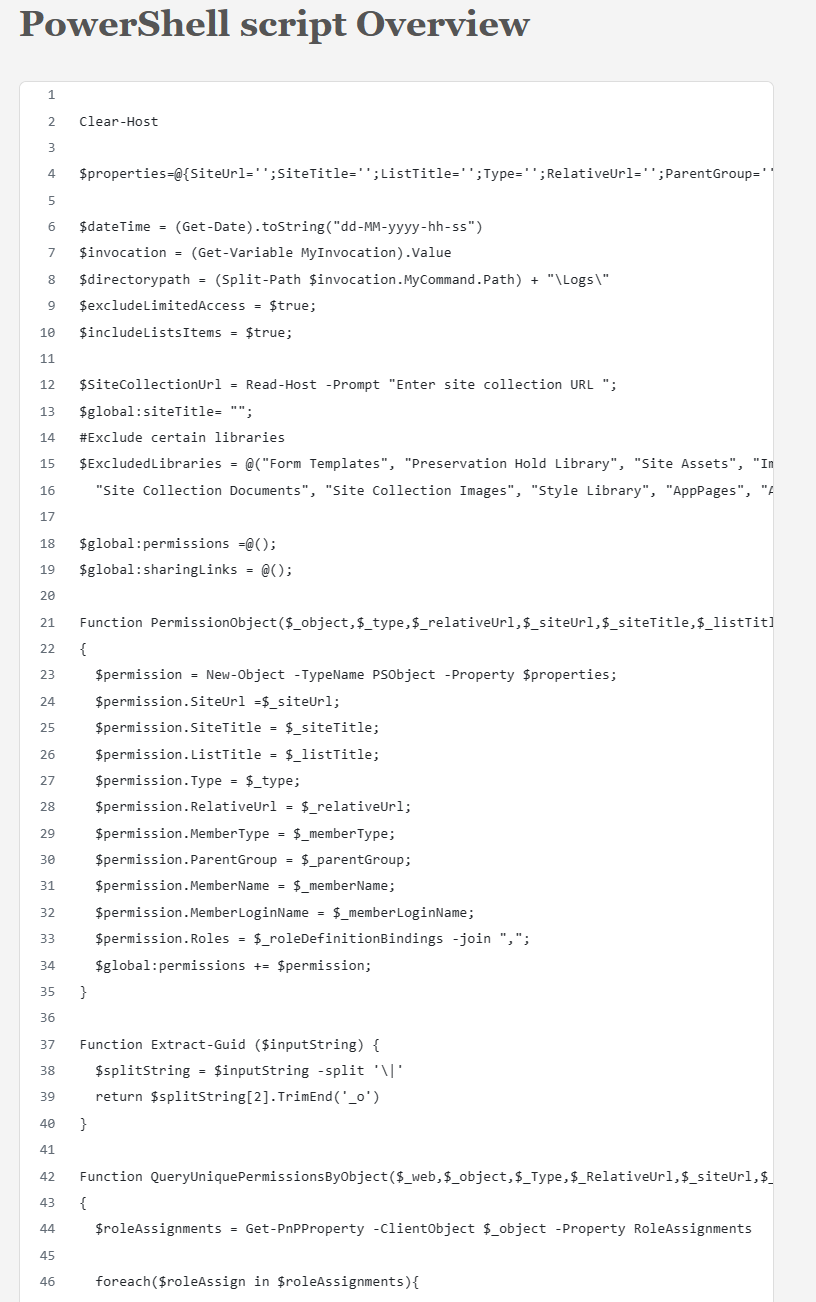 PowerShell script Overview
1
2 Clear-Host
3
4 $properties=@{SiteUrl='';SiteTitle='';ListTitle='';Type='';RelativeUrl='';ParentGroup=''
5
6 $dateTime = (Get-Date).toString("dd-MM-yyyy-hh-ss")
7 $invocation = (Get-Variable MyInvocation).Value
8 $directorypath = (Split-Path $invocation.MyCommand.Path) + "\Logs\"
9 $excludeLimitedAccess = $true;
10 $includeListsItems = $true;
11
12 $SiteCollectionUrl = Read-Host -Prompt "Enter site collection URL ";
13 $global:siteTitle= "";
14 #Exclude certain libraries
15 $ExcludedLibraries = @("Form Templates", "Preservation Hold Library", "Site Assets",
16   "Site Collection Documents", "Site Collection Images", "Style Library", "AppPages",
17
18 $global:permissions =@();
19 $global:sharingLinks = @();
20
21 Function PermissionObject($_object,$_type,$_relativeUrl,$_siteUrl,$_siteTitle,$_listTitl
22 {
23   $permission = New-Object -TypeName PSObject -Property $properties;
24   $permission.SiteUrl =$_siteUrl;
25   $permission.SiteTitle = $_siteTitle;
26   $permission.ListTitle = $_listTitle;
27   $permission.Type = $_type;
28   $permission.RelativeUrl = $_relativeUrl;
29   $permission.MemberType = $_memberType;
30   $permission.ParentGroup = $_parentGroup;
31   $permission.MemberName = $_memberName;
32   $permission.MemberLoginName = $_memberLoginName;
33   $permission.Roles = $_roleDefinitionBindings -join ",";
34   $global:permissions += $permission;
35 }
36
37 Function Extract-Guid ($inputString) {
38   $splitString = $inputString -split '\|'
39   return $splitString[2].TrimEnd('_o')
40 }
41
42 Function QueryUniquePermissionsByObject($_web,$_object,$_Type,$_RelativeUrl,$_siteUrl,$_
43 {
44   $roleAssignments = Get-PnPProperty -ClientObject $_object -Property RoleAssignments
45
46   foreach($roleAssign in $roleAssignments){